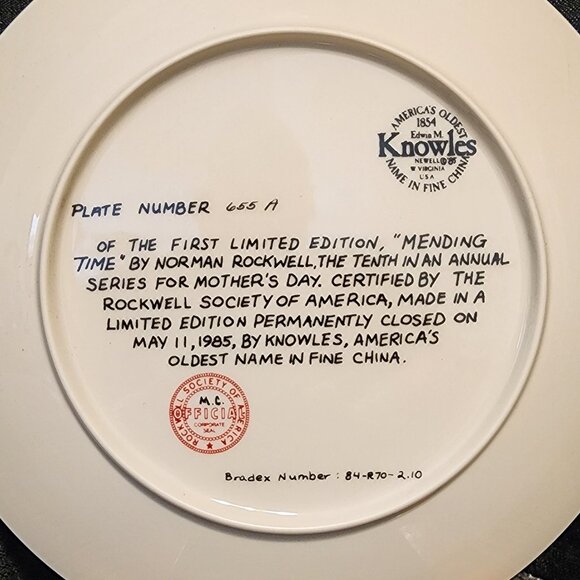 AMERICA'S OLDEST
1854
Edwin M.
Knowles
NEWELL © '85
W VIRGINIA
USA
NAME IN FINE CHINA
PLATE NUMBER 655 A
OF THE FIRST LIMITED EDITION, "MENDING
TIME" BY NORMAN ROCKWELL, THE TENTH IN AN ANNUAL
SERIES FOR MOTHER'S DAY. CERTIFIED BY THE
ROCKWELL SOCIETY OF AMERICA, MADE IN A
LIMITED EDITION PERMANENTLY CLOSED ON
MAY 11, 1985, BY KNOWLES, AMERICA'S
OLDEST NAME IN FINE CHINA.
ROCKWELL SOCIETY OF AMERICA
M.C.
OFFICIAL
CORPORATE
SEAL
Bradex Number: 84-R70-2.10